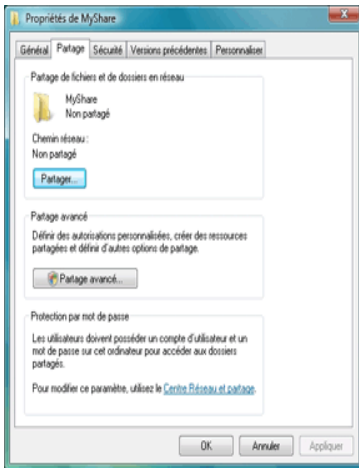 Propriétés de MyShare
Général Partage Sécurité Versions précédentes Personnaliser
Partage de fichiers et de dossiers en réseau
MyShare
Non partagé
Chemin réseau :
Non partagé
Partager...
Partage avancé
Définir des autorisations personnalisées, créer des ressources
partagées et définir d'autres options de partage.
Partage avancé...
Protection par mot de passe
Les utilisateurs doivent posséder un compte d'utilisateur et un
mot de passe sur cet ordinateur pour accéder aux dossiers
partagés.
Pour modifier ce paramètre, utilisez le Centre Réseau et partage.
OK Annuler Appliquer